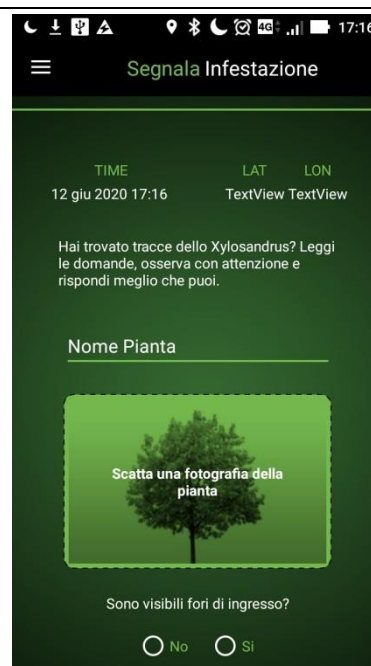 4G 17:16
Segnala Infestazione
TIME LAT LON
12 giu 2020 17:16 TextView TextView
Hai trovato tracce dello Xylosandrus? Leggi
le domande, osserva con attenzione e
rispondi meglio che puoi.
Nome Pianta
Scatta una fotografia della
pianta
Sono visibili fori di ingresso?
No Si